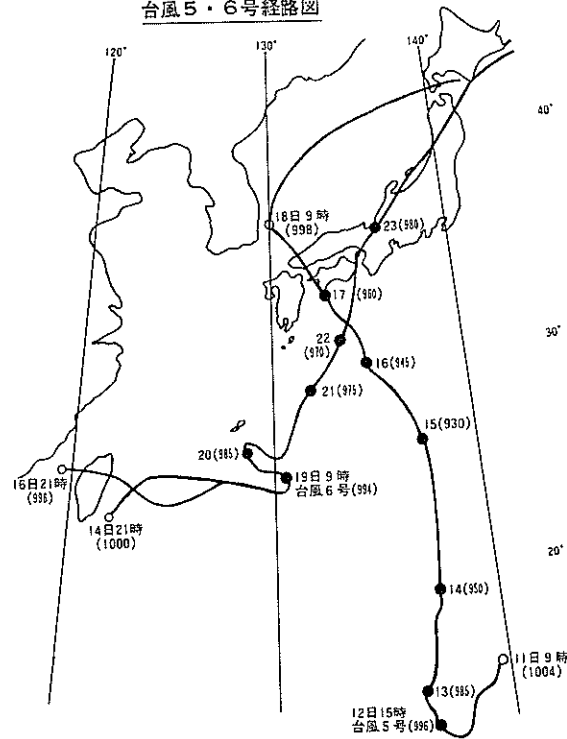 台風5・6号経路図
120°
130°
140°
40°
18日9時
(998)
23(980)
17(960)
30°
22
(970)
16(945)
21(975)
15(930)
20(985)
19日9時
台風6号(994)
16日21時
(996)
14日21時
(1000)
20°
14(950)
11日9時
(1004)
13(985)
12日15時
台風5号(996)